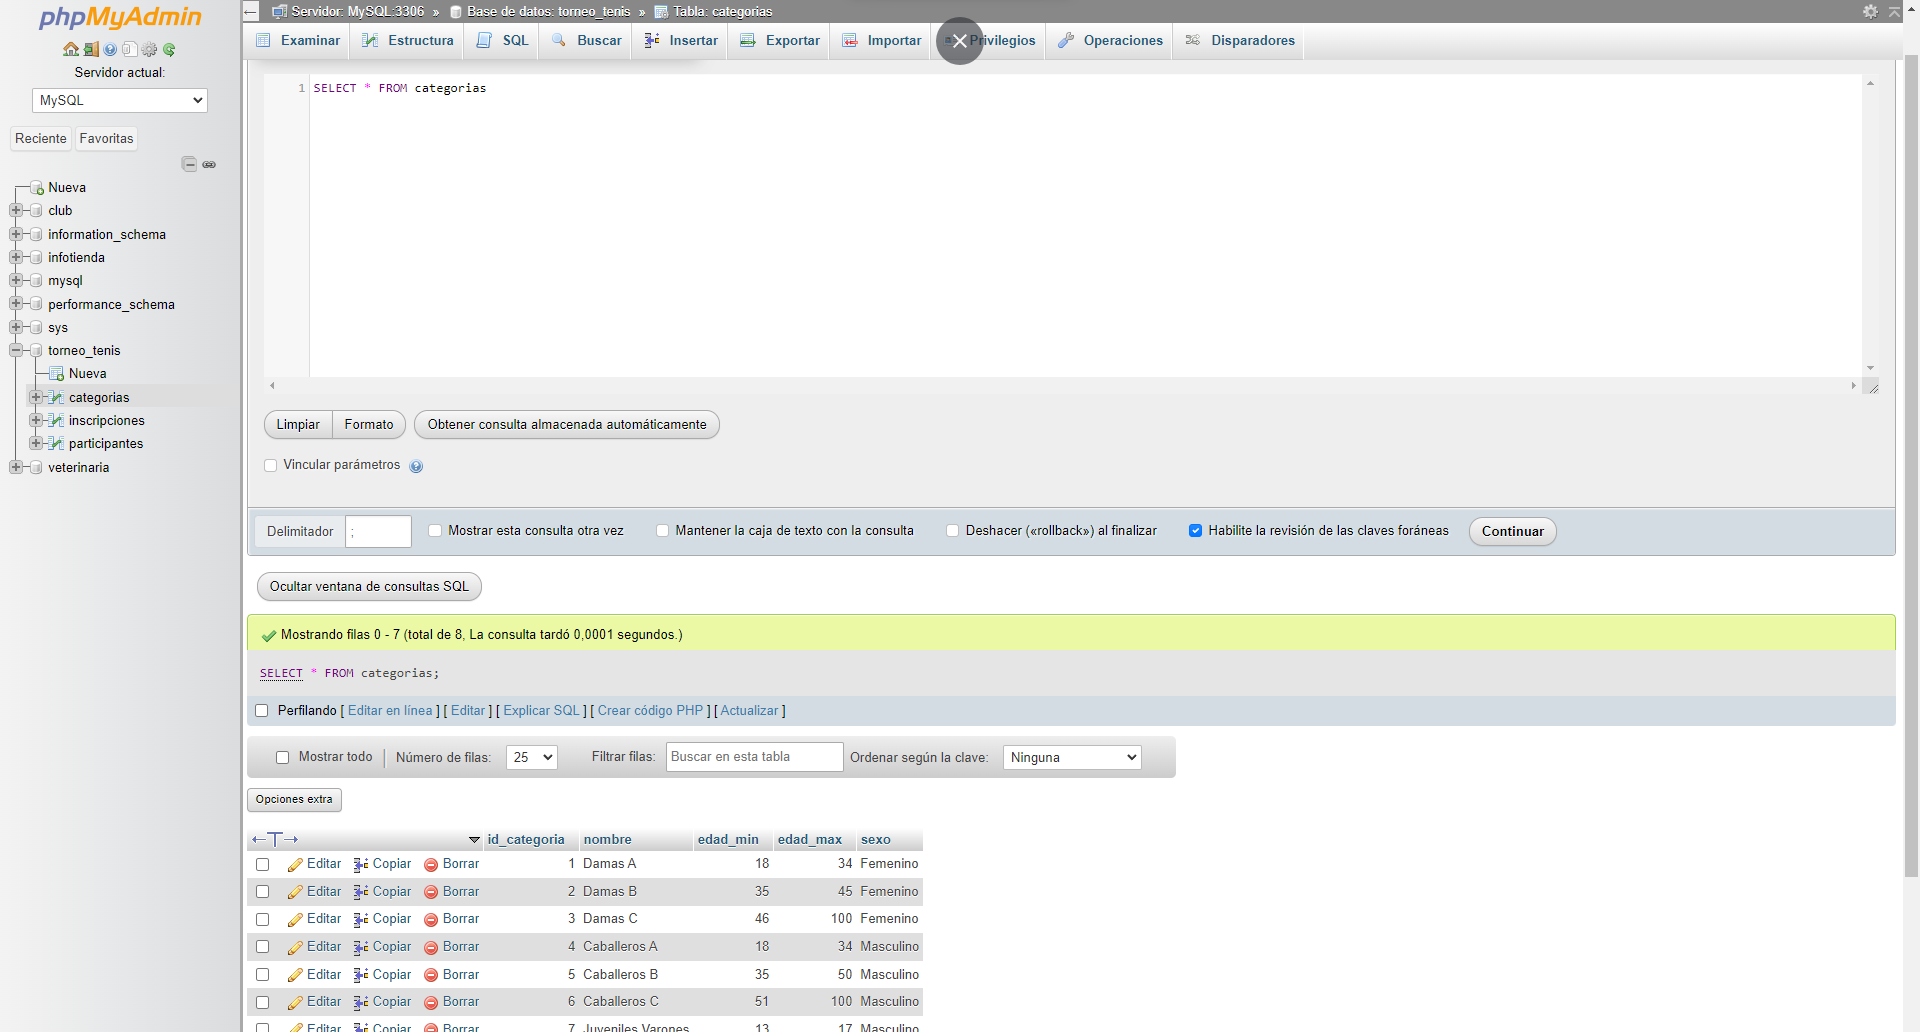 phpMyAdmin
Servidor actual:
MySQL
Reciente Favoritas
Nueva
club
information_schema
infotienda
mysql
performance_schema
sys
torneo_tenis
Nueva
categorias
inscripciones
participantes
veterinaria
Servidor: MySQL:3306 » Base de datos: torneo_tenis » Tabla: categorias
Examinar Estructura SQL Buscar Insertar Exportar Importar Privilegios Operaciones Disparadores
1 SELECT * FROM categorias
Limpiar Formato Obtener consulta almacenada automáticamente
Vincular parámetros
Delimitador ; Mostrar esta consulta otra vez Mantener la caja de texto con la consulta Deshacer («rollback») al finalizar Habilite la revisión de las claves foráneas Continuar
Ocultar ventana de consultas SQL
Mostrando filas 0 - 7 (total de 8, La consulta tardó 0,0001 segundos.)
SELECT * FROM categorias;
Perfilando [ Editar en línea ] [ Editar ] [ Explicar SQL ] [ Crear código PHP ] [ Actualizar ]
Mostrar todo Número de filas: 25 Filtrar filas: Buscar en esta tabla Ordenar según la clave: Ninguna
Opciones extra
←T→ id_categoria nombre edad_min edad_max sexo
Editar Copiar Borrar 1 Damas A 18 34 Femenino
Editar Copiar Borrar 2 Damas B 35 45 Femenino
Editar Copiar Borrar 3 Damas C 46 100 Femenino
Editar Copiar Borrar 4 Caballeros A 18 34 Masculino
Editar Copiar Borrar 5 Caballeros B 35 50 Masculino
Editar Copiar Borrar 6 Caballeros C 51 100 Masculino
Editar Copiar Borrar 7 Juveniles Varones 13 17 Masculino